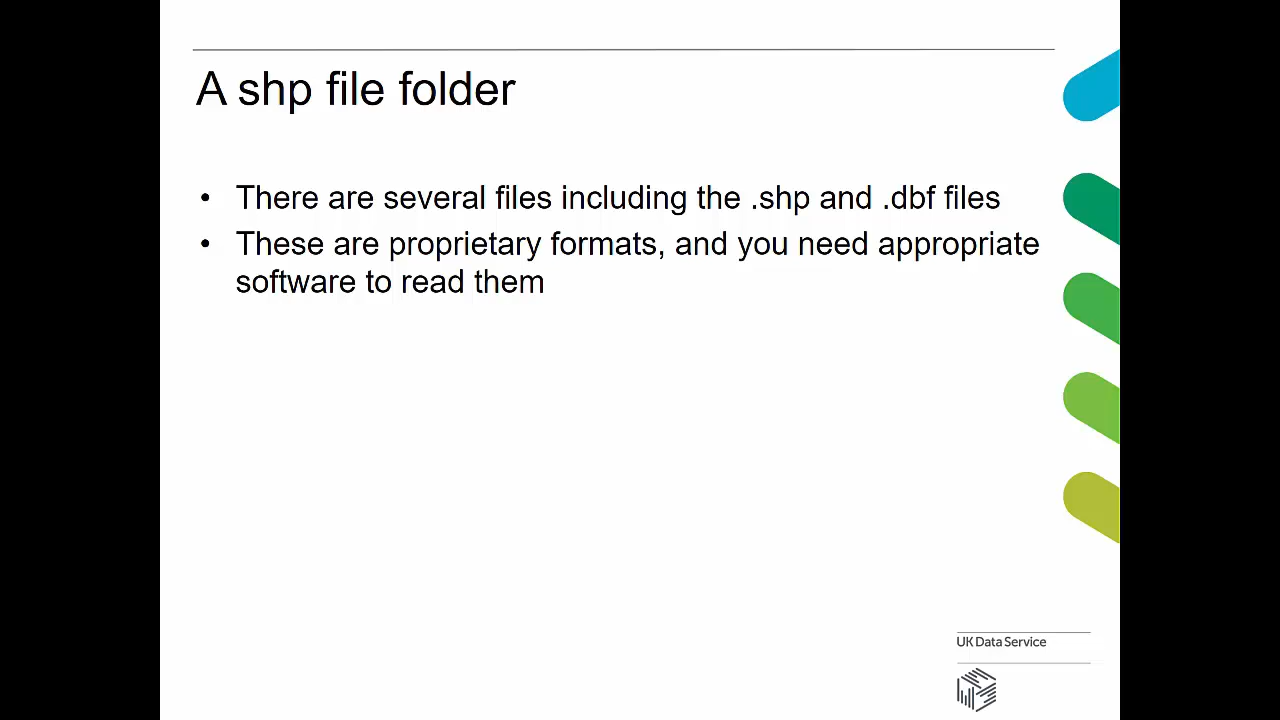 A shp file folder
• There are several files including the .shp and .dbf files
• These are proprietary formats, and you need appropriate
software to read them
UK Data Service